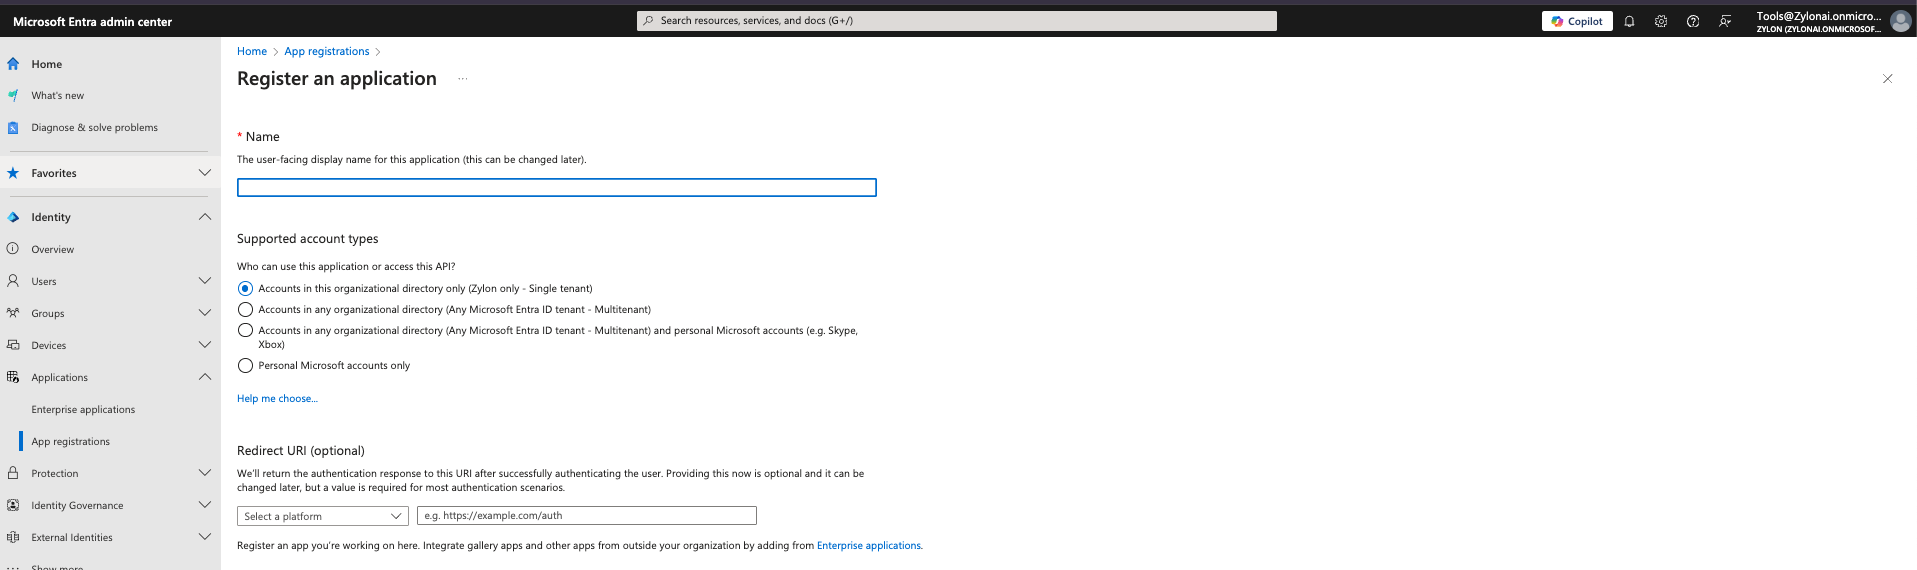 Microsoft Entra admin center
Search resources, services, and docs (G+/)
Copilot
Tools@Zylonai.onmicro...
ZYLON (ZYLONAI.ONMICROSOF...
Home
What's new
Diagnose & solve problems
Favorites
Identity
Overview
Users
Groups
Devices
Applications
Enterprise applications
App registrations
Protection
Identity Governance
External Identities
Show more
Home > App registrations >
Register an application
...
* Name
The user-facing display name for this application (this can be changed later).
Supported account types
Who can use this application or access this API?
Accounts in this organizational directory only (Zylon only - Single tenant)
Accounts in any organizational directory (Any Microsoft Entra ID tenant - Multitenant)
Accounts in any organizational directory (Any Microsoft Entra ID tenant - Multitenant) and personal Microsoft accounts (e.g. Skype,
Xbox)
Personal Microsoft accounts only
Help me choose...
Redirect URI (optional)
We'll return the authentication response to this URI after successfully authenticating the user. Providing this now is optional and it can be
changed later, but a value is required for most authentication scenarios.
Select a platform
e.g. https://example.com/auth
Register an app you're working on here. Integrate gallery apps and other apps from outside your organization by adding from Enterprise applications.